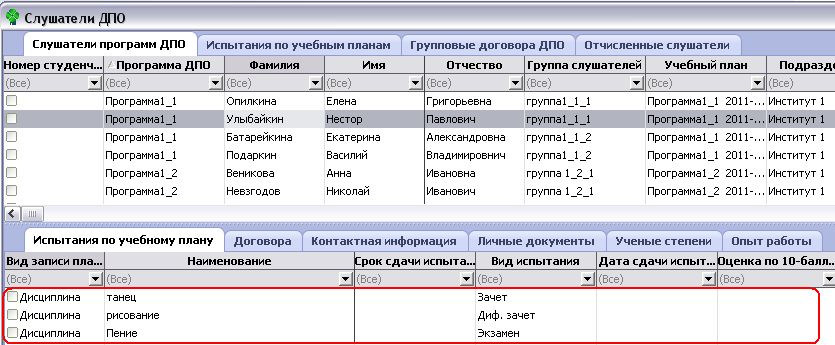 Слушатели ДПО
Слушатели программ ДПО Испытания по учебным планам Групповые договора ДПО Отчисленные слушатели
Номер студенч... Программа ДПО Фамилия Имя Отчество Группа слушателей Учебный план Подразде
(Все) (Все) (Все) (Все) (Все) (Все) (Все) (Все)
Программа1_1 Опилкина Елена Григорьевна группа1_1_1 Программа1_1 2011-... Институт 1
Программа1_1 Улыбайкин Нестор Павлович группа1_1_1 Программа1_1 2011-... Институт 1
Программа1_1 Батарейкина Екатерина Александровна группа1_1_2 Программа1_1 2011-... Институт 1
Программа1_1 Подаркин Василий Владимирович группа1_1_2 Программа1_1 2011-... Институт 1
Программа1_2 Веникова Анна Ивановна группа 1_2_1 Программа1_2 2011-... Институт 1
Программа1_2 Невзгодов Николай Иванович группа 1_2_1 Программа1_2 2011-... Институт 1
Испытания по учебному плану Договора Контактная информация Личные документы Ученые степени Опыт работы
Вид записи пла... Наименование Срок сдачи испыта... Вид испытания Дата сдачи испыт... Оценка по 10-балл...
(Все) (Все) (Все) (Все) (Все) (Все)
Дисциплина танец Зачет
Дисциплина рисование Диф. зачет
Дисциплина Пение Экзамен